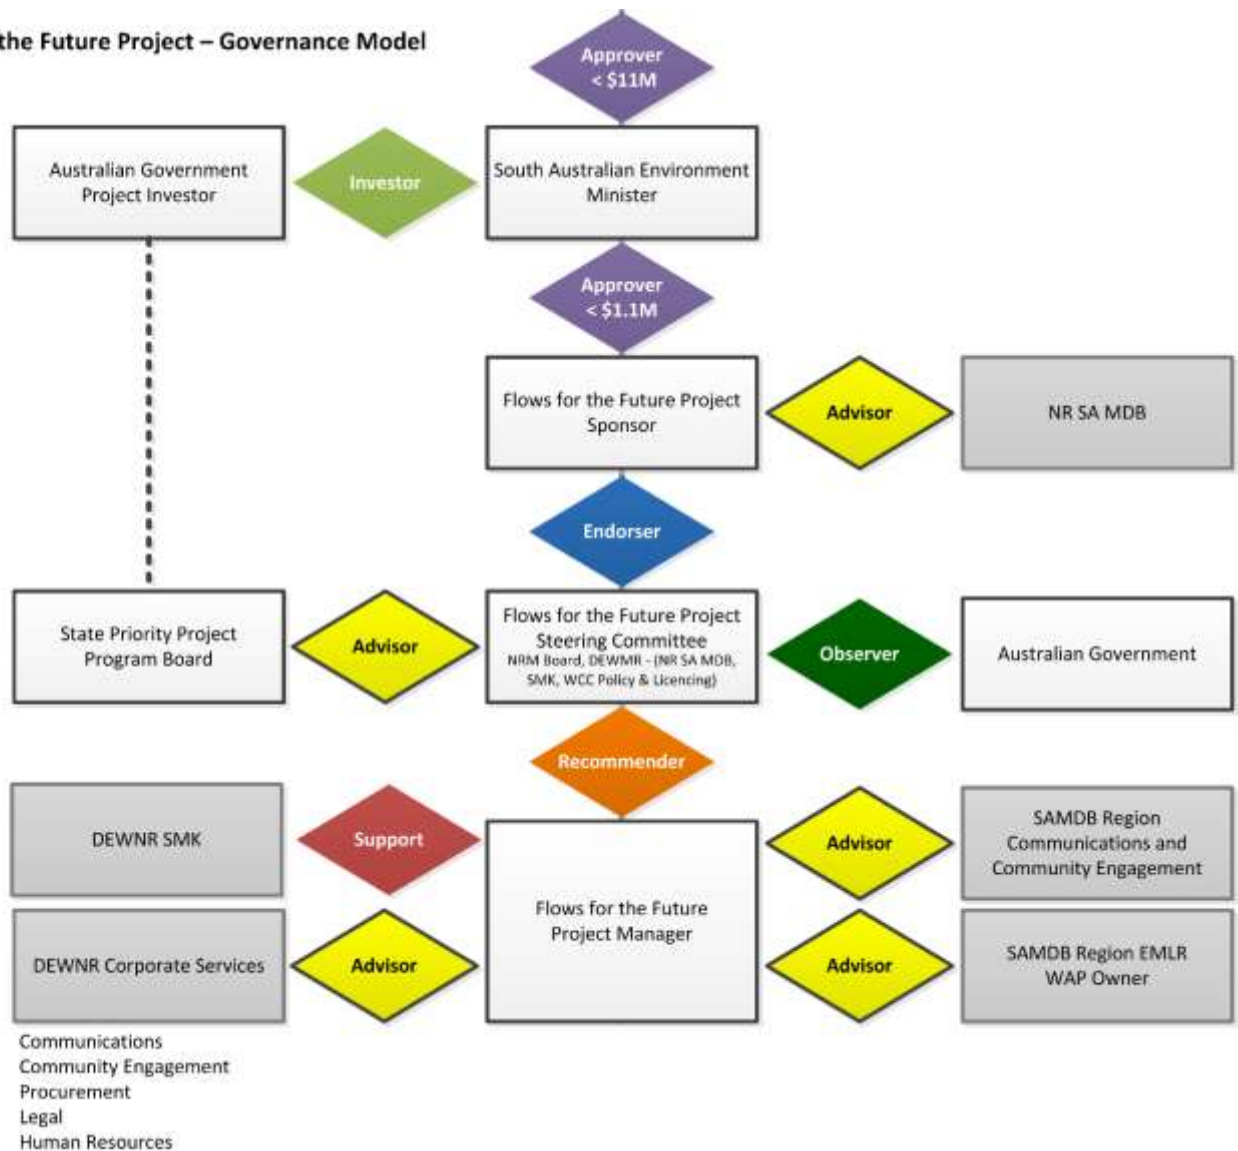 the Future Project – Governance Model
Approver
< $11M
Australian Government
Project Investor
Investor
South Australian Environment
Minister
Approver
< $1.1M
Flows for the Future Project
Sponsor
Advisor
NR SA MDB
Endorser
State Priority Project
Program Board
Advisor
Flows for the Future Project
Steering Committee
NRM Board, DEWMR - (NR SA MDB,
SMK, WCC Policy & Licencing)
Observer
Australian Government
Recommender
DEWNR SMK
Support
Flows for the Future
Project Manager
Advisor
SAMDB Region
Communications and
Community Engagement
DEWNR Corporate Services
Advisor
Advisor
SAMDB Region EMLR
WAP Owner
Communications
Community Engagement
Procurement
Legal
Human Resources